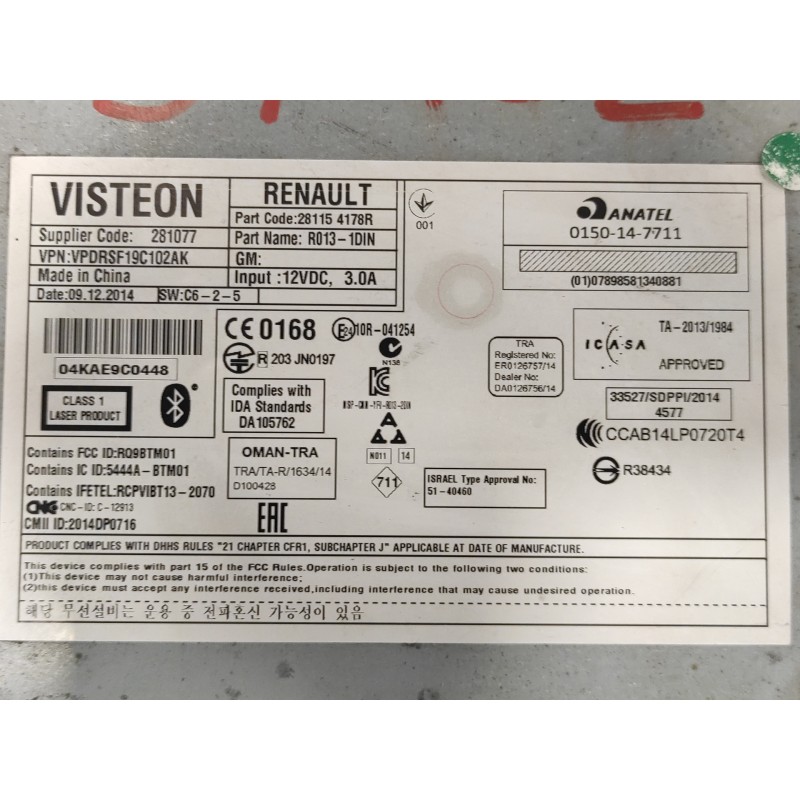 VISTEON
Supplier Code: 281077
VPN:VPDRSF19C102AK
Made in China
Date:09.12.2014 SW:C6-2-5
RENAULT
Part Code:28115 4178R
Part Name: R013-1DIN
GM:
Input :12VDC, 3.0A
001
ANATEL
0150-14-7711
(01)07898581340881
04KAE9C0448
CLASS 1
LASER PRODUCT
CE 0168
E24 10R-041254
R 203 JN0197
N138
Complies with
IDA Standards
DA105762
TRA
Registered No:
ER0126757/14
Dealer No:
DA0126756/14
ICASA
TA-2013/1984
APPROVED
33527/SDPPI/2014
4577
CCAB14LP0720T4
R38434
Contains FCC ID:RQ9BTM01
Contains IC ID:5444A-BTM01
Contains IFETEL:RCPVIBT13-2070
CNC CNC-ID: C-12913
CMII ID:2014DP0716
OMAN-TRA
TRA/TA-R/1634/14
D100428
EAC
N011 14
711
ISRAEL Type Approval No:
51-40460
PRODUCT COMPLIES WITH DHHS RULES "21 CHAPTER CFR1, SUBCHAPTER J" APPLICABLE AT DATE OF MANUFACTURE.
This device complies with part 15 of the FCC Rules.Operation is subject to the following two conditions:
(1)This device may not cause harmful interference;
(2)this device must accept any interference received,including interference that may cause undesired operation.
해당 무선설비는 운용 중 전파혼신 가능성이 있음